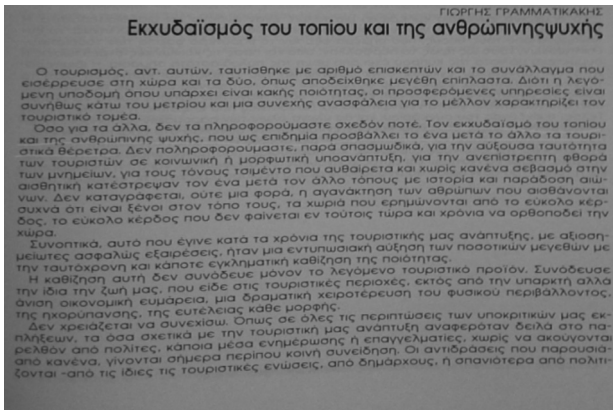 ΓΙΩΡΓΗΣ ΓΡΑΜΜΑΤΙΚΑΚΗΣ
Εκχυδαϊσμός του τοπίου και της ανθρώπινηςψυχής
Ο τουρισμός, αντ. αυτών, ταυτίσθηκε με αριθμό επισκεπτών και το συνάλλαγμα που
εισέρρευσε στη χώρα και τα δύο, όπως αποδείχθηκε μεγέθη επίπλαστα. Διότι η λεγό-
μενη υποδομή όπου υπάρχει είναι κακής ποιότητας, οι προσφερόμενες υπηρεσίες είναι
συνήθως κάτω του μετρίου και μια συνεχής ανασφάλεια για το μέλλον χαρακτηρίζει τον
τουριστικό τομέα.
Όσο για τα άλλα, δεν τα πληροφορούμαστε σχεδόν ποτέ. Τον εκχυδαϊσμό του τοπίου
και της ανθρώπινης ψυχής, που ως επιδημία προσβάλλει το ένα μετά το άλλο τα τουρι-
στικά θέρετρα. Δεν πολητροφορούμαστε, παρά σπασμωδικά, για την αύξουσα ταυτότητα
των τουριστών σε κοινωνική ή μορφωτική υποανάπτυξη, για την ανεπίστρεπτη φθορά
των μνημείων, για τους τόνους τσιμέντο που αυθαίρετα και χωρίς κανένα σεβασμό στην
αισθητική κατέστρεψαν τον ένα μετά τον άλλο τόπους με ιστορία και παράδοση αιώ-
νων. Δεν καταγράφεται, ούτε μια φορά, η αγανάκτηση των αθρώπων που αισθάνονται
συχνά ότι είναι ξένοι στον τόπο τους, τα χωριά που ερημώνονται από το εύκολο κέρ-
δος, το εύκολο κέρδος που δεν φαίνεται εν τούτοις τώρα και χρόνια να ορθοποδεί την
χώρα.
Συνοπτικά, αυτό που έγινε κατά τα χρόνια της τουριστικής μας ανάπτυξης, με αξιοση-
μείωτες ασφαλώς εξαιρέσεις, ήταν μια εντυπωσιακή αύξηση των ποσοτικών μεγεθών με
την ταυτόχρονη και κάποτε εγκληματική καθίζηση της ποιότητας.
Η καθίζηση αυτή δεν συνόδευε μόνον το λεγόμενο τουριστικό προϊόν. Συνόδευσε
την ίδια την ζωή μας, που είδε στις τουριστικές περιοχές, εκτός από την υπαρκτή αλλά
άνιση οικονομική ευμάρεια, μια δραματική χειροτέρευση του φυσικού περιβάλλοντος,
της ηχορύπανσης, της ευτέλειας κάθε μορφής.
Δεν χρειάζεται να συνεχίσω. Όπως σε όλες τις περιπτώσεις των υποκριτικών μας εκ-
πλήξεων, τα όσα σχετικά με την τουριστική μας ανάπτυξη αναφερόταν δειλά στο πα-
ρελθόν από πολίτες, κάποια μέσα ενημέρωσης ή επαγγελματίες, χωρίς να ακούγονται
από κανένα, γίνονται σήμερα περίπου κοινή συνείδηση. Οι αντιδράσεις που παρουσιά-
ζονται -από τις ίδιες τις τουριστικές ενώσεις, από δημάρχους, ή σπανιότερα από πολιτι-